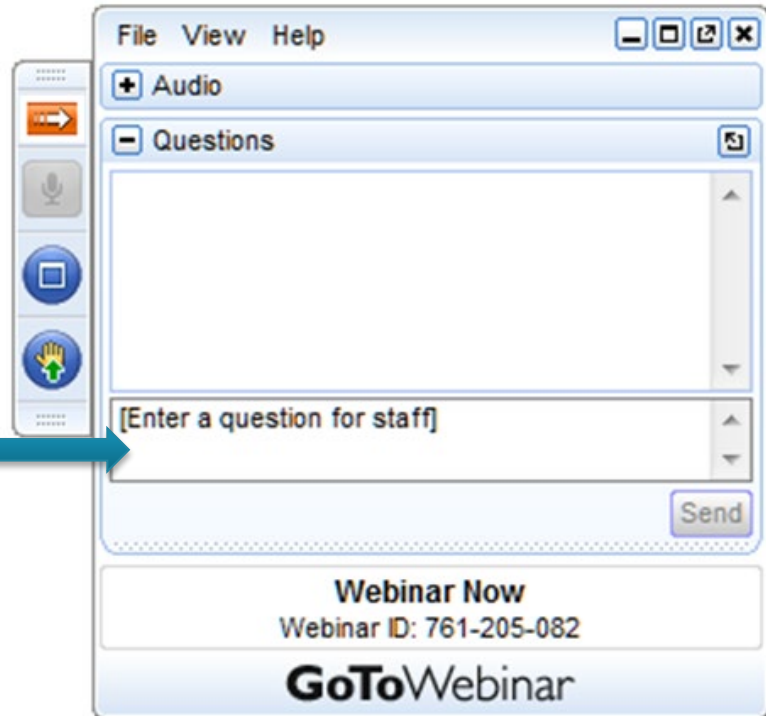 File View Help
Audio
Questions
[Enter a question for staff]
Send
Webinar Now
Webinar ID: 761-205-082
GoToWebinar